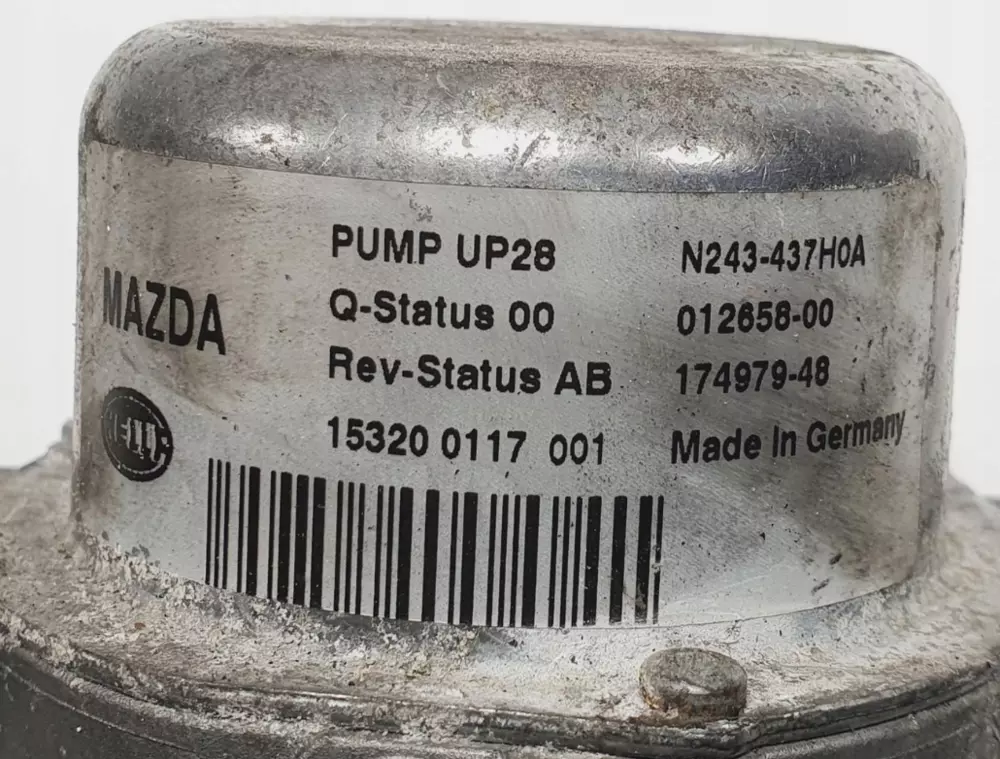 MAZDA
HELLA
PUMP UP28
Q-Status 00
Rev-Status AB
15320 0117 001
N243-437H0A
012658-00
174979-48
Made in Germany